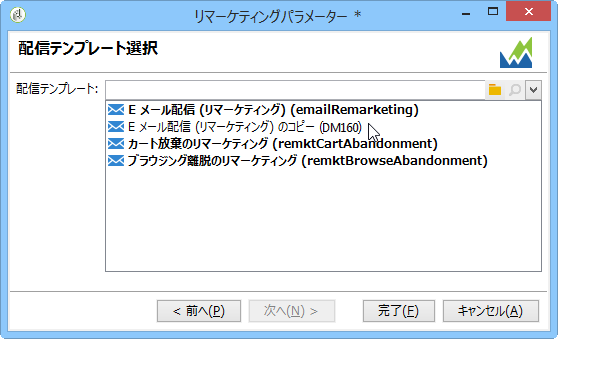 リマーケティングパラメーター *
配信テンプレート選択
配信テンプレート:
E メール配信 (リマーケティング) (emailRemarketing)
E メール配信 (リマーケティング) のコピー (DM160)
カート放棄のリマーケティング (remktCartAbandonment)
ブラウジング離脱のリマーケティング (remktBrowseAbandonment)
< 前へ(P) 次へ(N) > 完了(F) キャンセル(A)